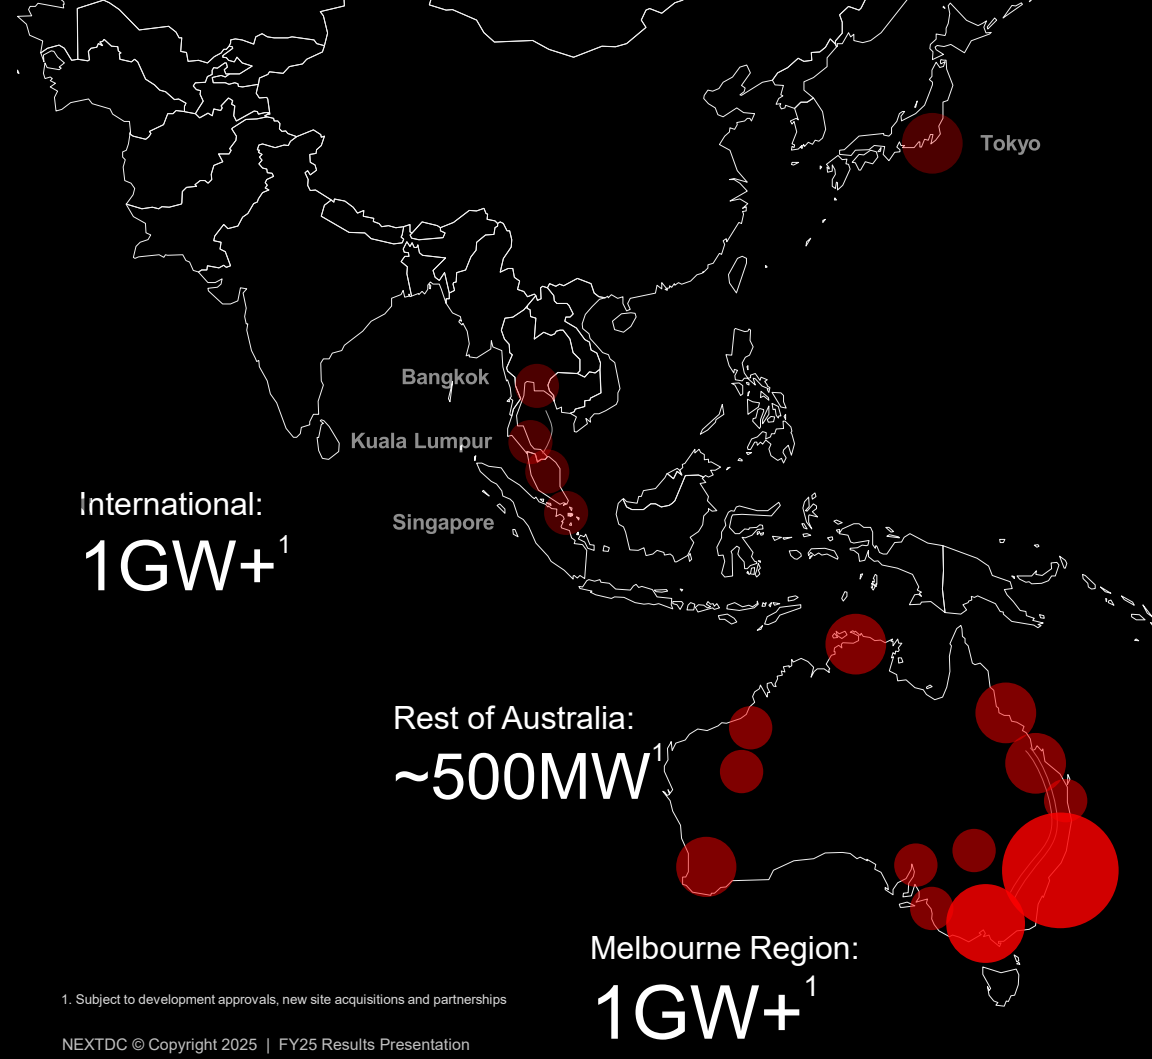 Tokyo
Bangkok
Kuala Lumpur
Singapore
International:
1GW+1
Rest of Australia:
~500MW1
Melbourne Region:
1GW+1
1. Subject to development approvals, new site acquisitions and partnerships
NEXTDC © Copyright 2025 | FY25 Results Presentation